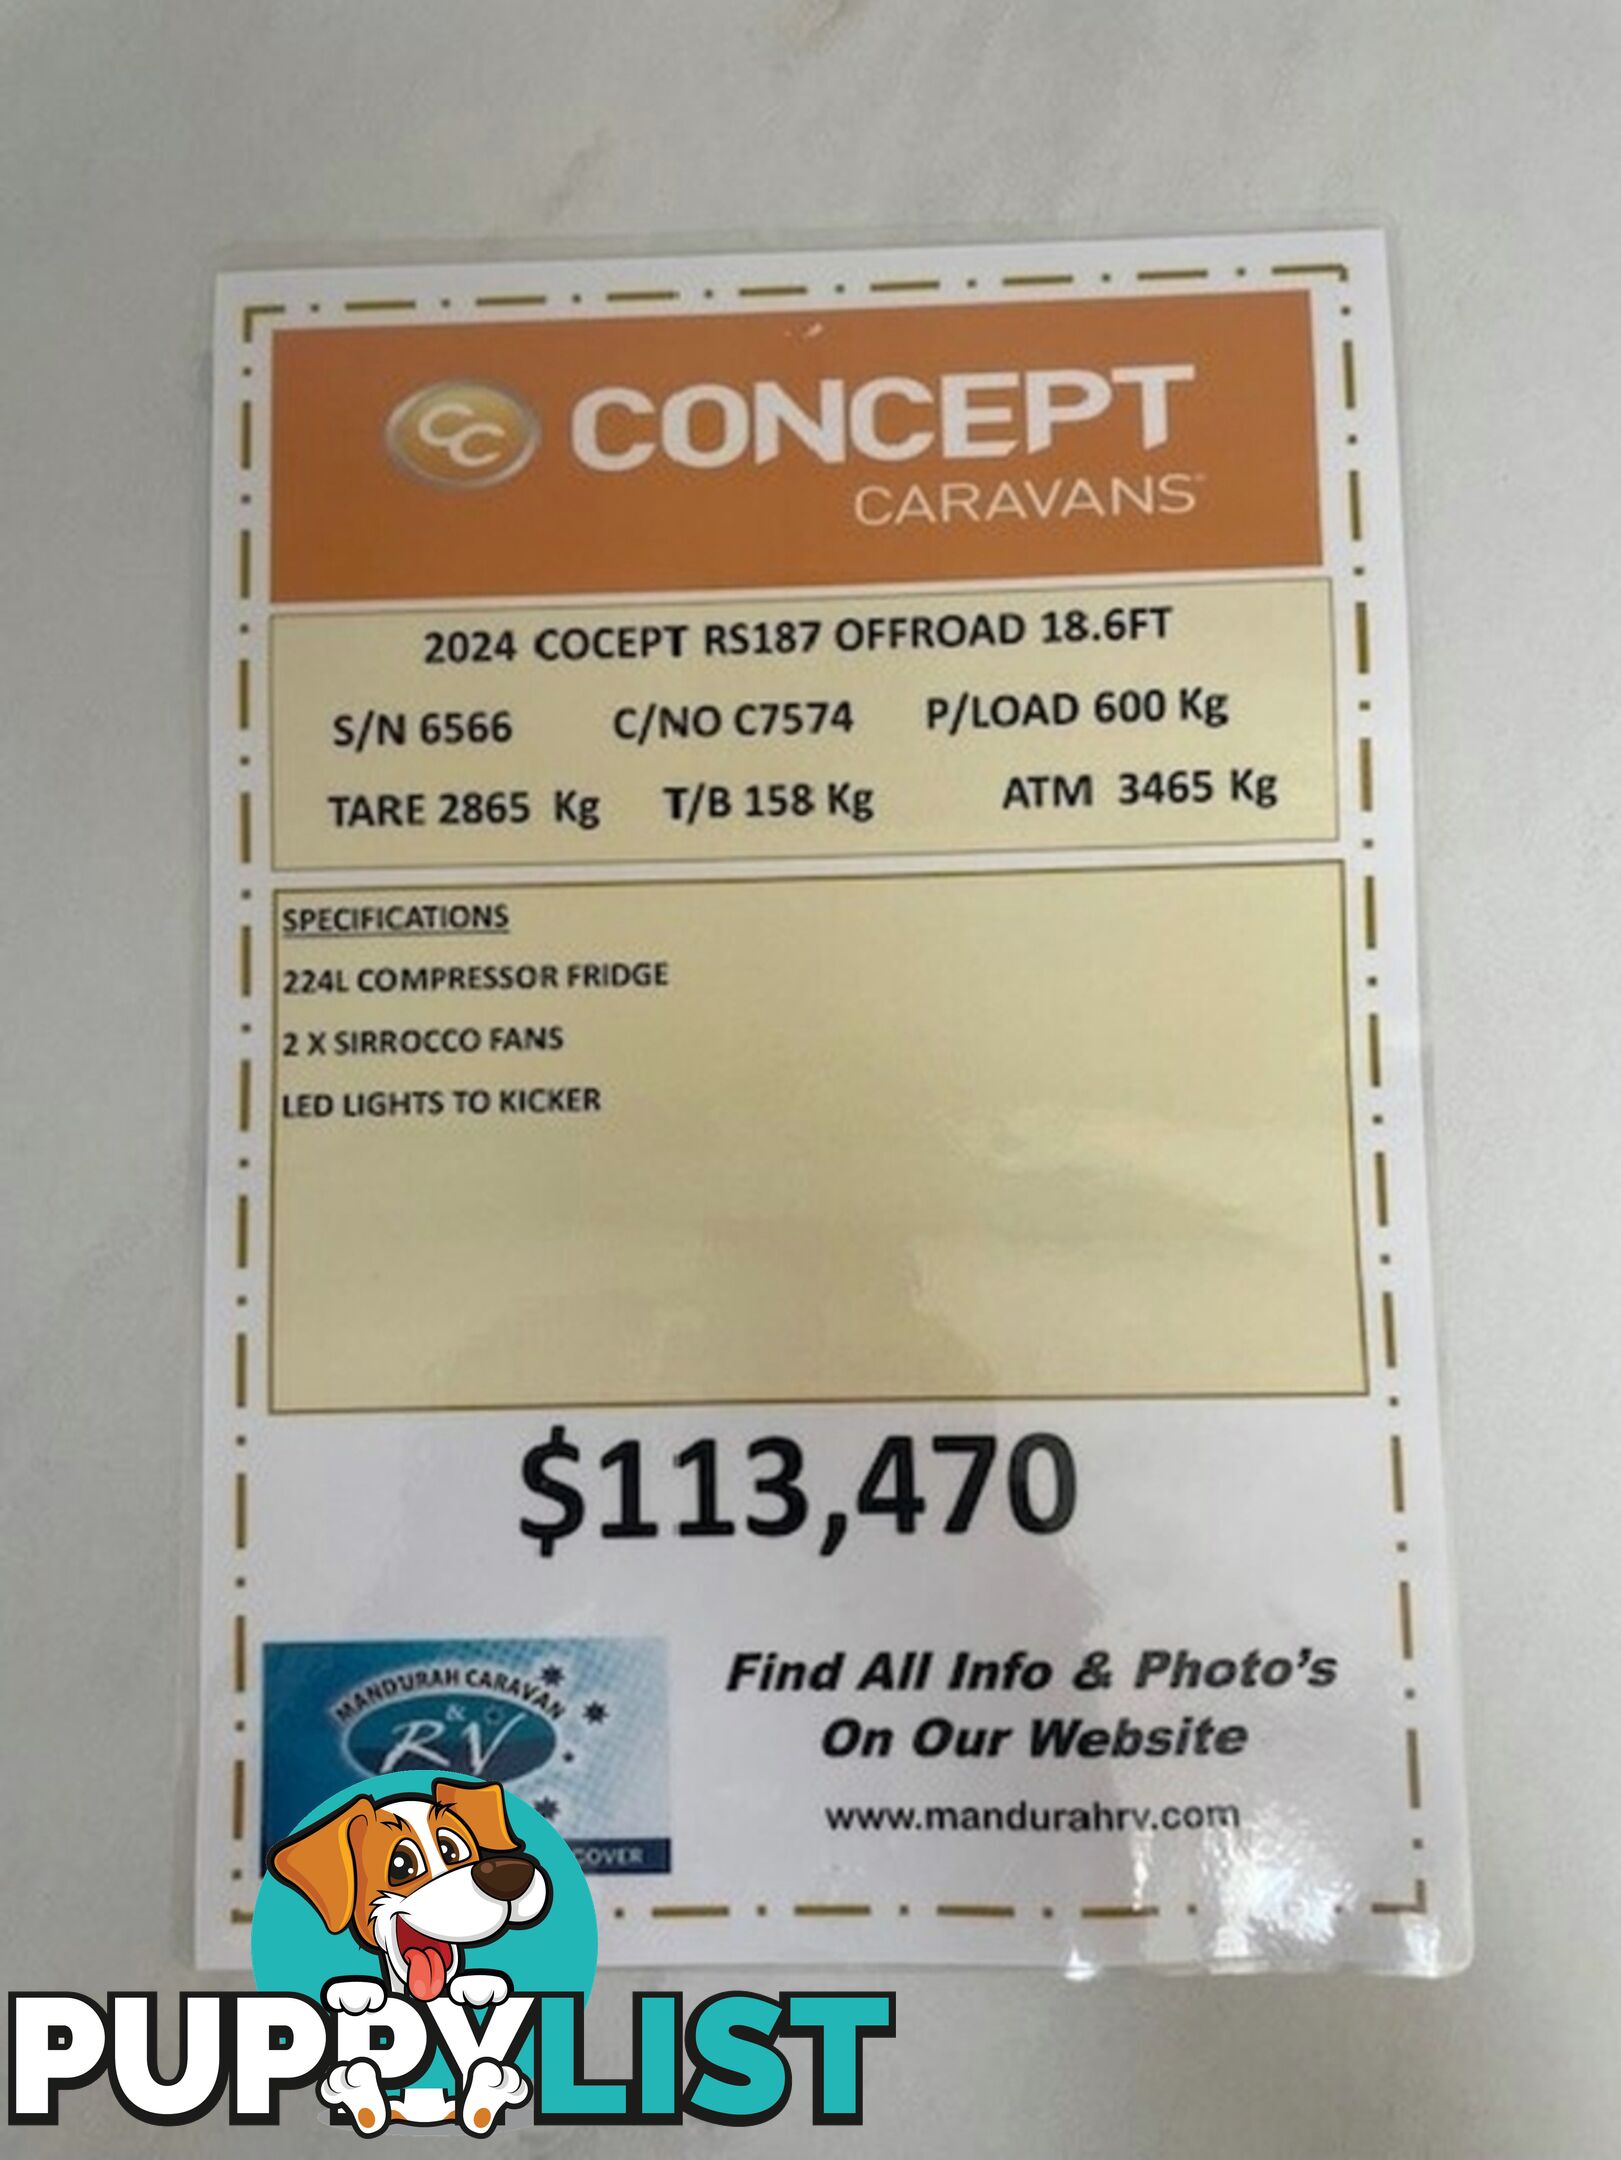 CC CONCEPT
CARAVANS
2024 COCEPT RS187 OFFROAD 18.6FT
S/N 6566 C/NO C7574 P/LOAD 600 Kg
TARE 2865 Kg T/B 158 Kg ATM 3465 Kg
SPECIFICATIONS
224L COMPRESSOR FRIDGE
2 X SIRROCCO FANS
LED LIGHTS TO KICKER
$113,470
MANDURAH CARAVAN
& RV
Find All Info & Photo's
On Our Website
www.mandurahrv.com
PUPPYLIST